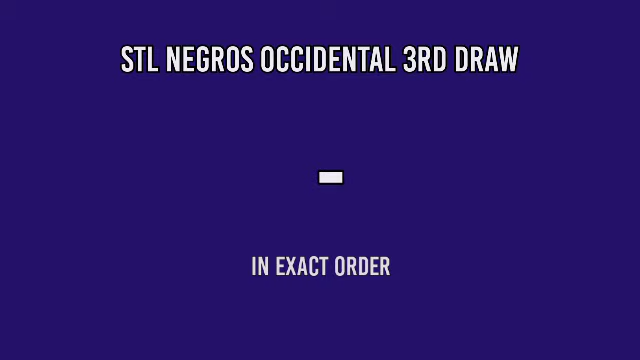 STL NEGROS OCCIDENTAL 3RD DRAW
-
IN EXACT ORDER